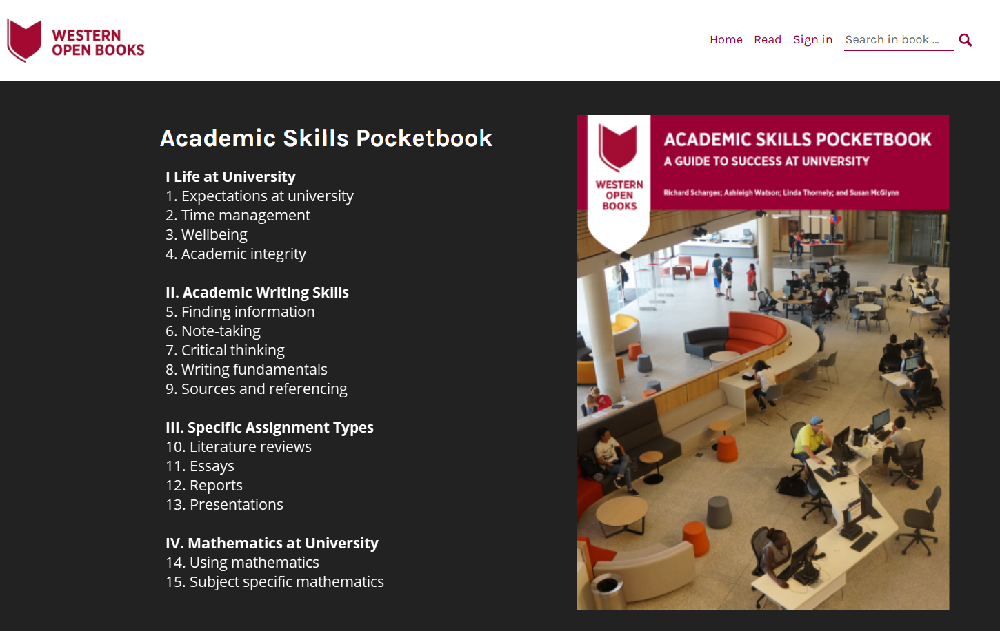 WESTERN
OPEN BOOKS
Home Read Sign in Search in book ...
Academic Skills Pocketbook
I Life at University
1. Expectations at university
2. Time management
3. Wellbeing
4. Academic integrity
II. Academic Writing Skills
5. Finding information
6. Note-taking
7. Critical thinking
8. Writing fundamentals
9. Sources and referencing
III. Specific Assignment Types
10. Literature reviews
11. Essays
12. Reports
13. Presentations
IV. Mathematics at University
14. Using mathematics
15. Subject specific mathematics
WESTERN
OPEN
BOOKS
ACADEMIC SKILLS POCKETBOOK
A GUIDE TO SUCCESS AT UNIVERSITY
Richard Scharges; Ashleigh Watson; Linda Thornely; and Susan McGlynn